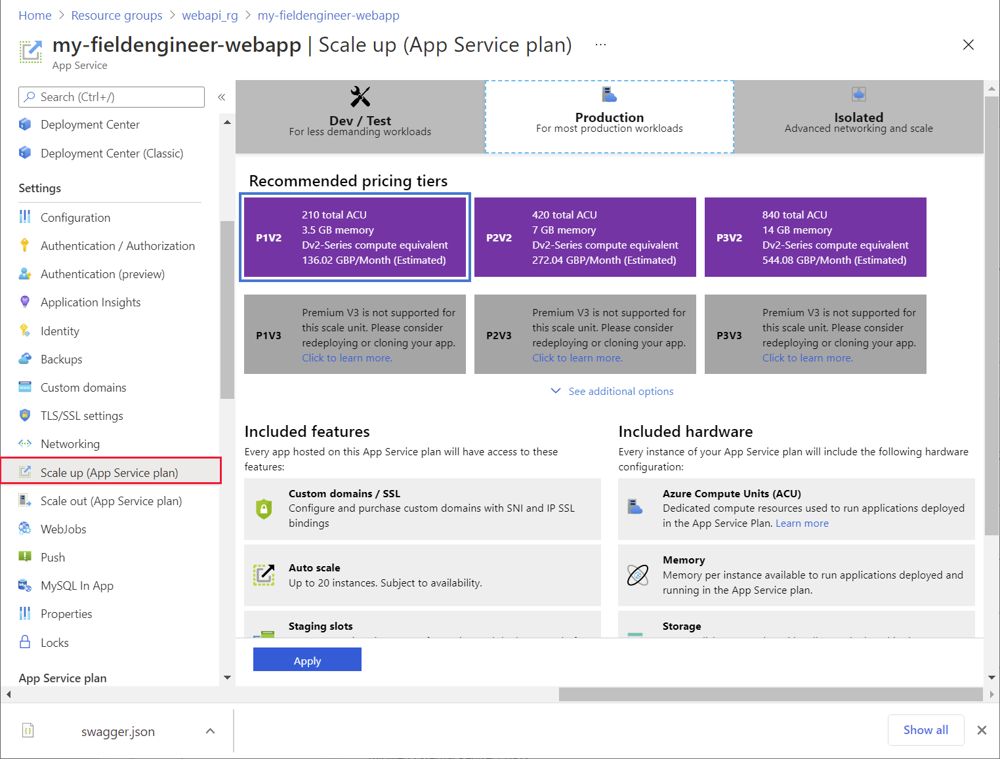 Home > Resource groups > webapi_rg > my-fieldengineer-webapp
my-fieldengineer-webapp | Scale up (App Service plan) ...
App Service
Search (Ctrl+/)
«
Deployment Center
Deployment Center (Classic)
Settings
Configuration
Authentication / Authorization
Authentication (preview)
Application Insights
Identity
Backups
Custom domains
TLS/SSL settings
Networking
Scale up (App Service plan)
Scale out (App Service plan)
WebJobs
Push
MySQL In App
Properties
Locks
App Service plan
Dev / Test
For less demanding workloads
Production
For most production workloads
Isolated
Advanced networking and scale
Recommended pricing tiers
P1V2
210 total ACU
3.5 GB memory
Dv2-Series compute equivalent
136.02 GBP/Month (Estimated)
P2V2
420 total ACU
7 GB memory
Dv2-Series compute equivalent
272.04 GBP/Month (Estimated)
P3V2
840 total ACU
14 GB memory
Dv2-Series compute equivalent
544.08 GBP/Month (Estimated)
P1V3
Premium V3 is not supported for
this scale unit. Please consider
redeploying or cloning your app.
Click to learn more.
P2V3
Premium V3 is not supported for
this scale unit. Please consider
redeploying or cloning your app.
Click to learn more.
P3V3
Premium V3 is not supported for
this scale unit. Please consider
redeploying or cloning your app.
Click to learn more.
See additional options
Included features
Every app hosted on this App Service plan will have access to these
features:
Custom domains / SSL
Configure and purchase custom domains with SNI and IP SSL
bindings
Auto scale
Up to 20 instances. Subject to availability.
Staging slots
Included hardware
Every instance of your App Service plan will include the following hardware
configuration:
Azure Compute Units (ACU)
Dedicated compute resources used to run applications deployed
in the App Service Plan. Learn more
Memory
Memory per instance available to run applications deployed and
running in the App Service plan.
Storage
Apply
swagger.json
Show all